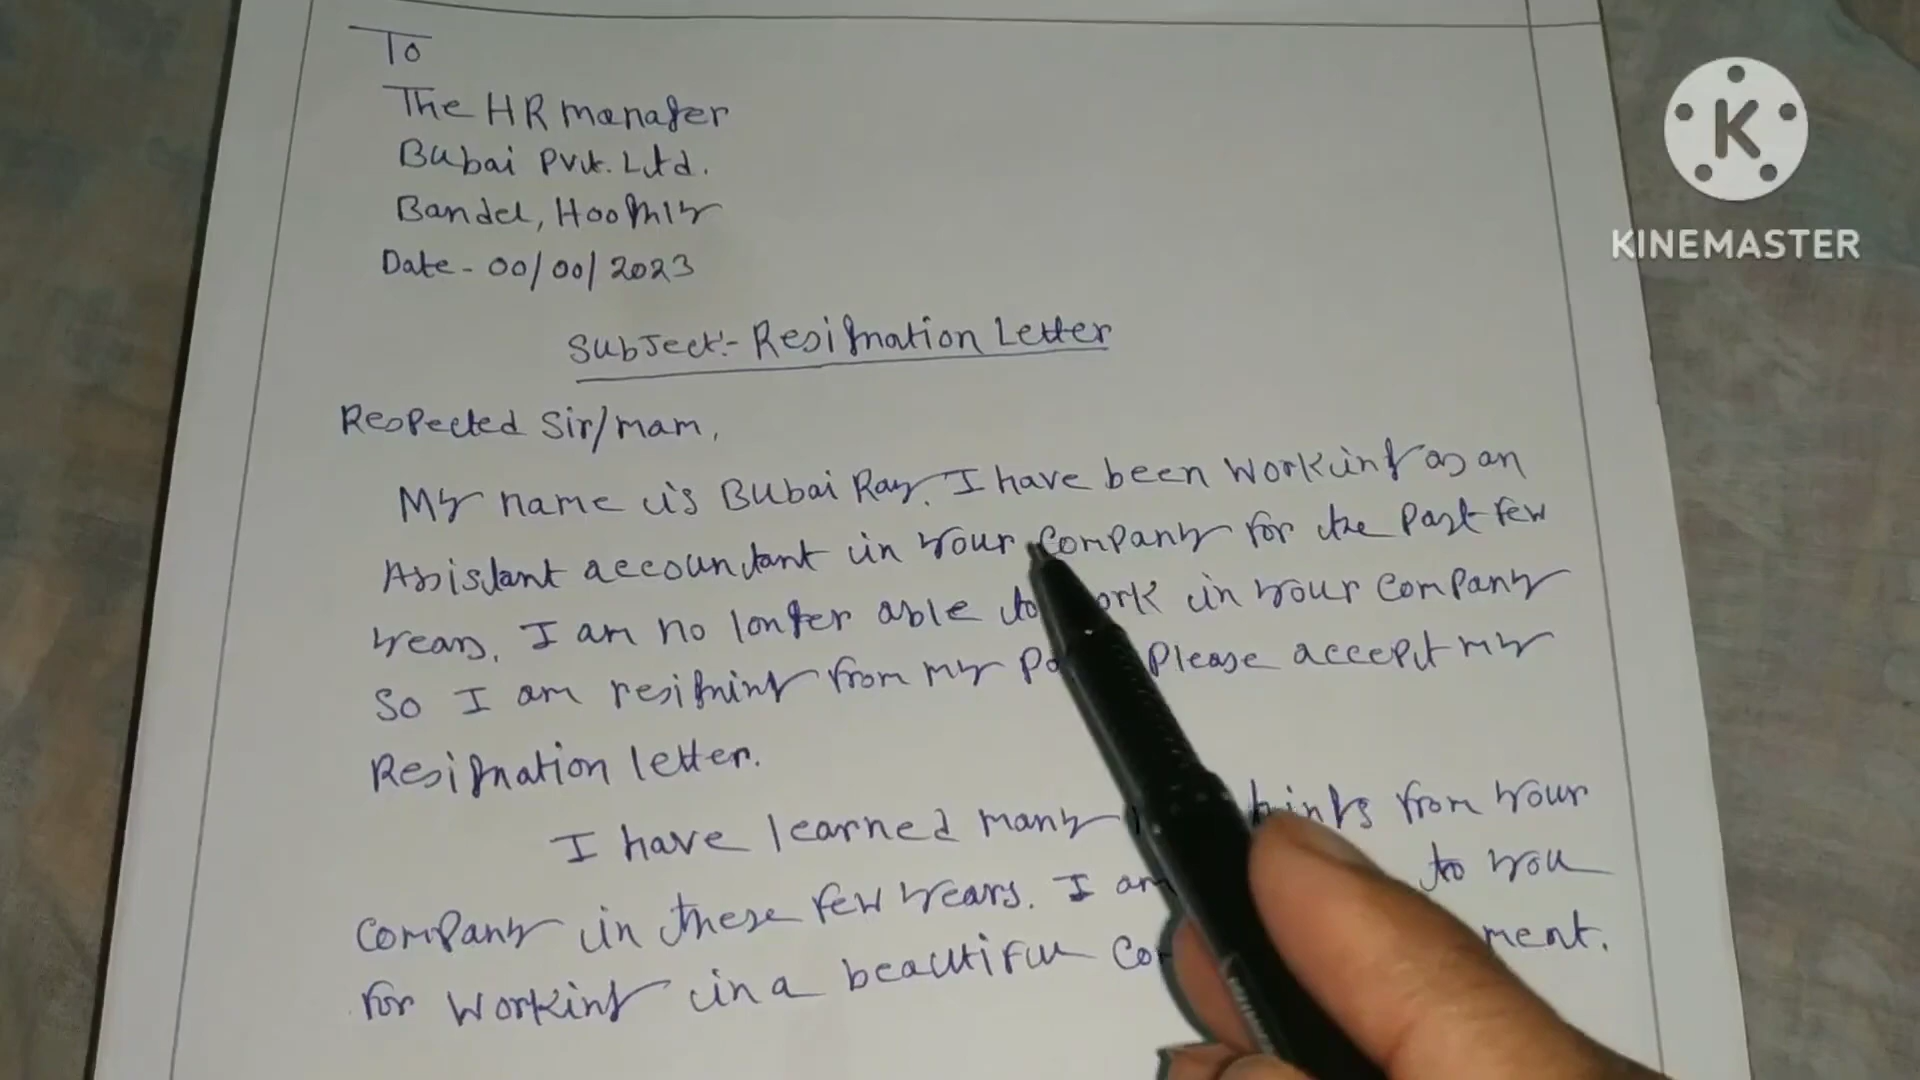 To
The HR manager
Bubai Pvt. Ltd.
Bandel, Hooghly
Date - 00/00/2023
Subject:- Resignation Letter
Respected Sir/mam,
My name is Bubai Ray. I have been working as an
Assistant accountant in your company for the past few
years. I am no longer able to work in your company
So I am resigning from my Please accept my
Resignation letter.
I have learned many things from your
company in these few years. I am to you
for working in a beautiful
KINEMASTER